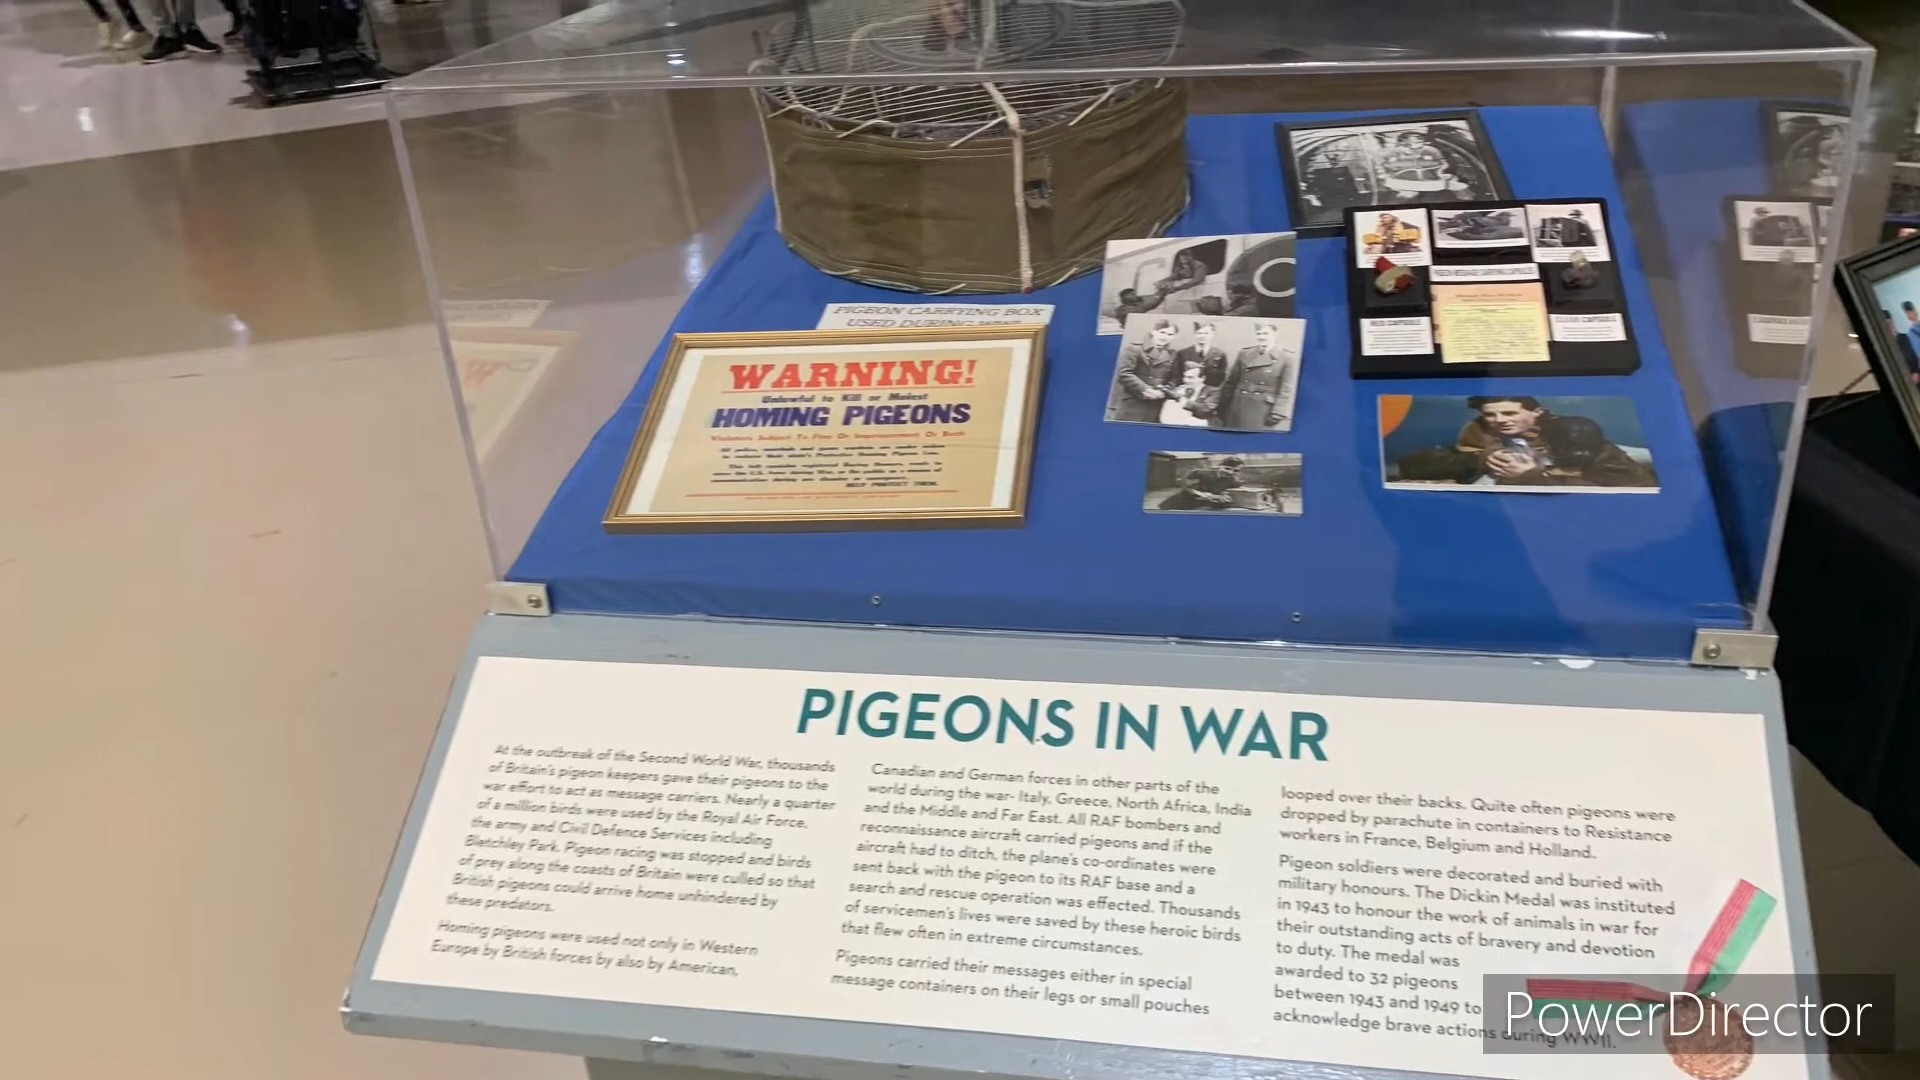 PIGEON CARRYING BOX
USED DURING
WARNING!
Unlawful to Kill or Molest
HOMING PIGEONS
Violators Subject To Fine Or Imprisonment Or Both
HELP PROTECT THEM.
RED CAPSULE
CLEAR CAPSULE
PIGEONS IN WAR
At the outbreak of the Second World War, thousands
of Britain's pigeon keepers gave their pigeons to the
war effort to act as message carriers. Nearly a quarter
of a million birds were used by the Royal Air Force,
the army and Civil Defence Services including
Bletchley Park. Pigeon racing was stopped and birds
of prey along the coasts of Britain were culled so that
British pigeons could arrive home unhindered by
these predators.
Homing pigeons were used not only in Western
Europe by British forces by also by American,
Canadian and German forces in other parts of the
world during the war- Italy, Greece, North Africa, India
and the Middle and Far East. All RAF bombers and
reconnaissance aircraft carried pigeons and if the
aircraft had to ditch, the plane's co-ordinates were
sent back with the pigeon to its RAF base and a
search and rescue operation was effected. Thousands
of servicemen's lives were saved by these heroic birds
that flew often in extreme circumstances.
Pigeons carried their messages either in special
message containers on their legs or small pouches
looped over their backs. Quite often pigeons were
dropped by parachute in containers to Resistance
workers in France, Belgium and Holland.
Pigeon soldiers were decorated and buried with
military honours. The Dickin Medal was instituted
in 1943 to honour the work of animals in war for
their outstanding acts of bravery and devotion
to duty. The medal was
awarded to 32 pigeons
between 1943 and 1949 to
acknowledge brave actions during WWII.
PowerDirector